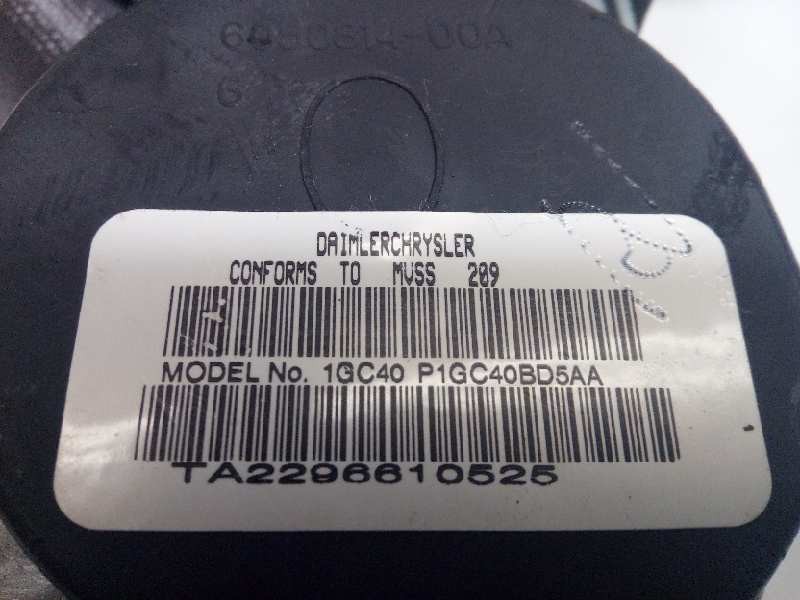 DAIMLERCHRYSLER
CONFORMS TO MVSS 209
MODEL No. 1GC40 P1GC40BD5AA
TA2296610525